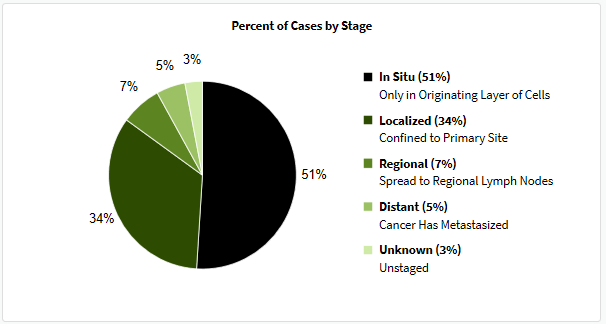 Percent of Cases by Stage
3%
5%
7%
51%
34%
In Situ (51%)
Only in Originating Layer of Cells
Localized (34%)
Confined to Primary Site
Regional (7%)
Spread to Regional Lymph Nodes
Distant (5%)
Cancer Has Metastasized
Unknown (3%)
Unstaged